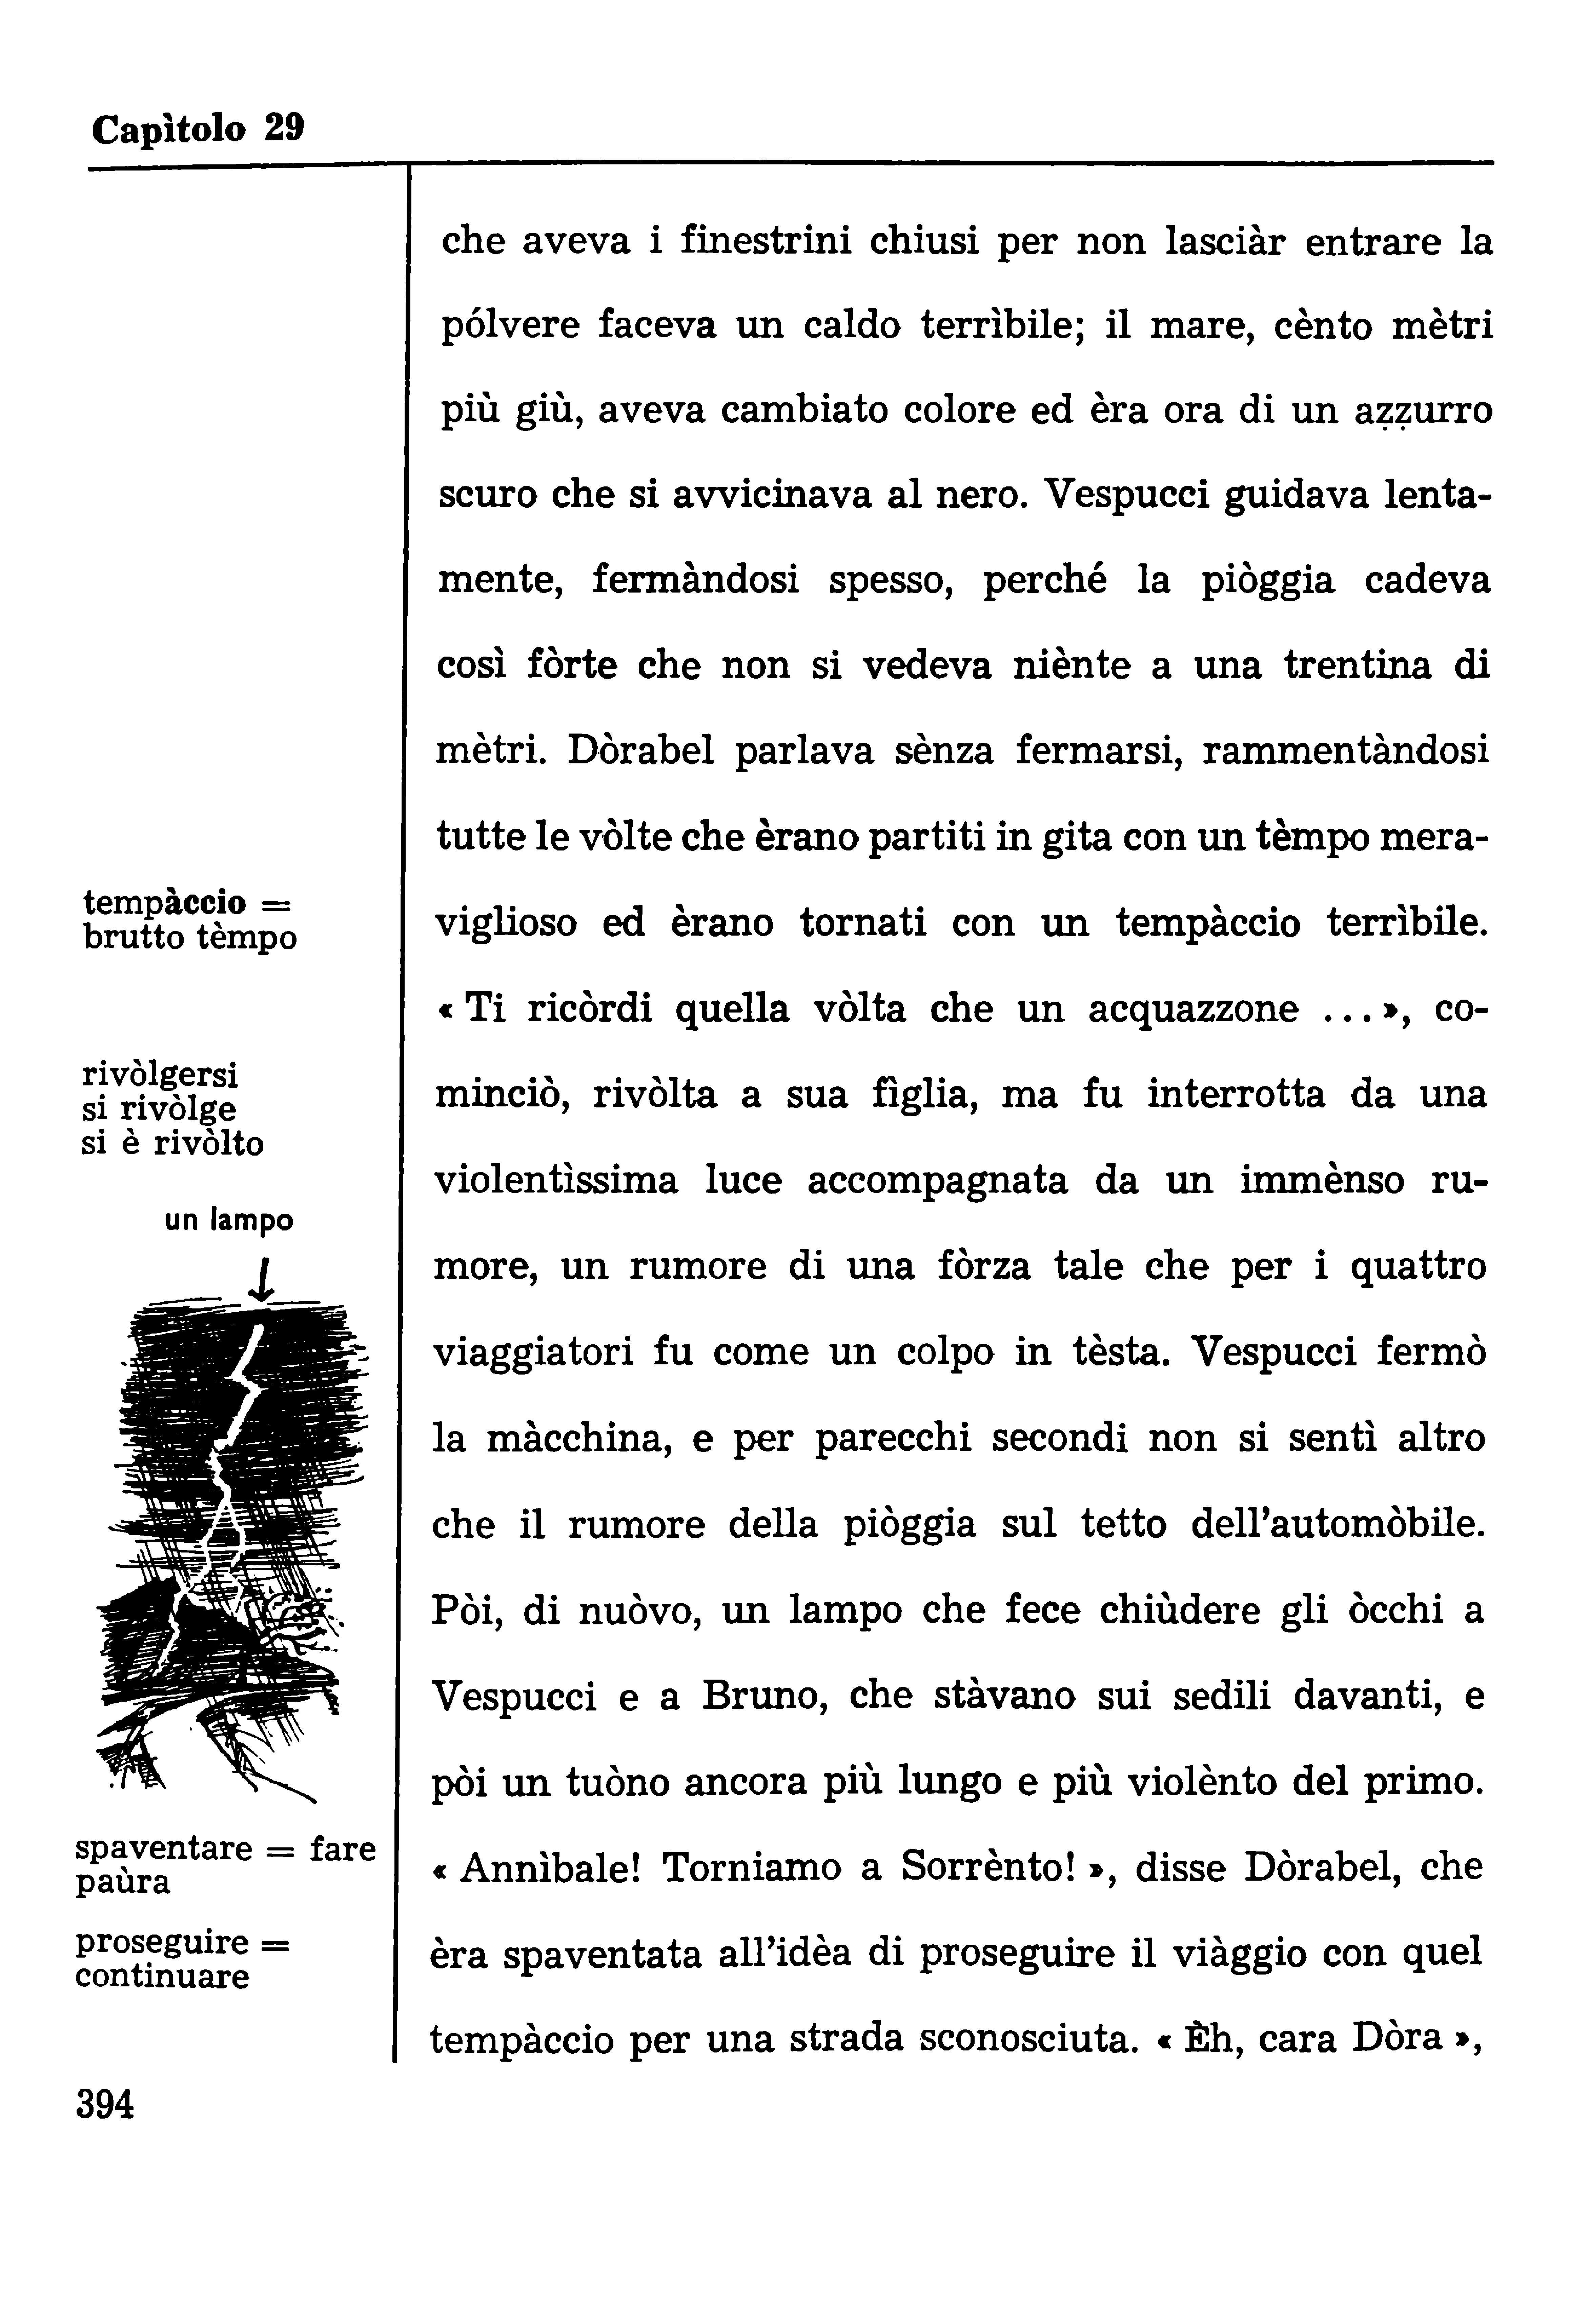 Capìtolo 29
che aveva i finestrini chiusi per non lasciàr entrare la
pólvere faceva un caldo terrìbile; il mare, cènto mètri
più giù, aveva cambiato colore ed èra ora di un aẓẓurro
scuro che si avvicinava al nero. Vespucci guidava lenta-
mente, fermàndosi spesso, perché la piòggia cadeva
così fòrte che non si vedeva niènte a una trentina di
mètri. Dòrabel parlava sènza fermarsi, rammentàndosi
tutte le vòlte che èrano partiti in gita con un tèmpo mera-
viglioso ed èrano tornati con un tempàccio terrìbile.
« Ti ricòrdi quella vòlta che un acquazzone ... », co-
minciò, rivòlta a sua fìglia, ma fu interrotta da una
violentìssima luce accompagnata da un immènso ru-
more, un rumore di una fòrza tale che per i quattro
viaggiatori fu come un colpo in tèsta. Vespucci fermò
la màcchina, e per parecchi secondi non si sentì altro
che il rumore della piòggia sul tetto dell'automòbile.
Pòi, di nuòvo, un lampo che fece chiùdere gli òcchi a
Vespucci e a Bruno, che stàvano sui sedili davanti, e
pòi un tuòno ancora più lungo e più violènto del primo.
« Annìbale! Torniamo a Sorrènto! », disse Dòrabel, che
èra spaventata all'idèa di proseguire il viàggio con quel
tempàccio per una strada sconosciuta. « Èh, cara Dòra »,
tempàccio =
brutto tèmpo
rivòlgersi
si rivòlge
si è rivòlto
un lampo
spaventare = fare
paùra
proseguire =
continuare
394